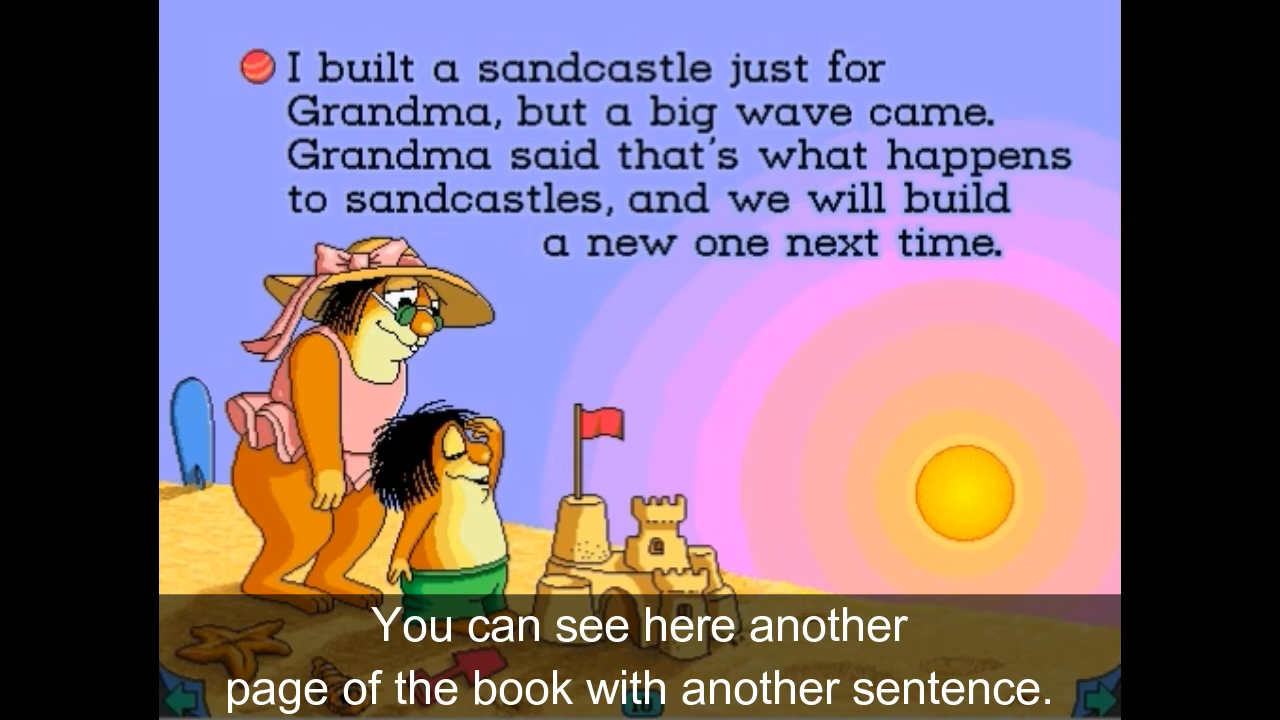 I built a sandcastle just for
Grandma, but a big wave came.
Grandma said that's what happens
to sandcastles, and we will build
a new one next time.
You can see here another
page of the book with another sentence.